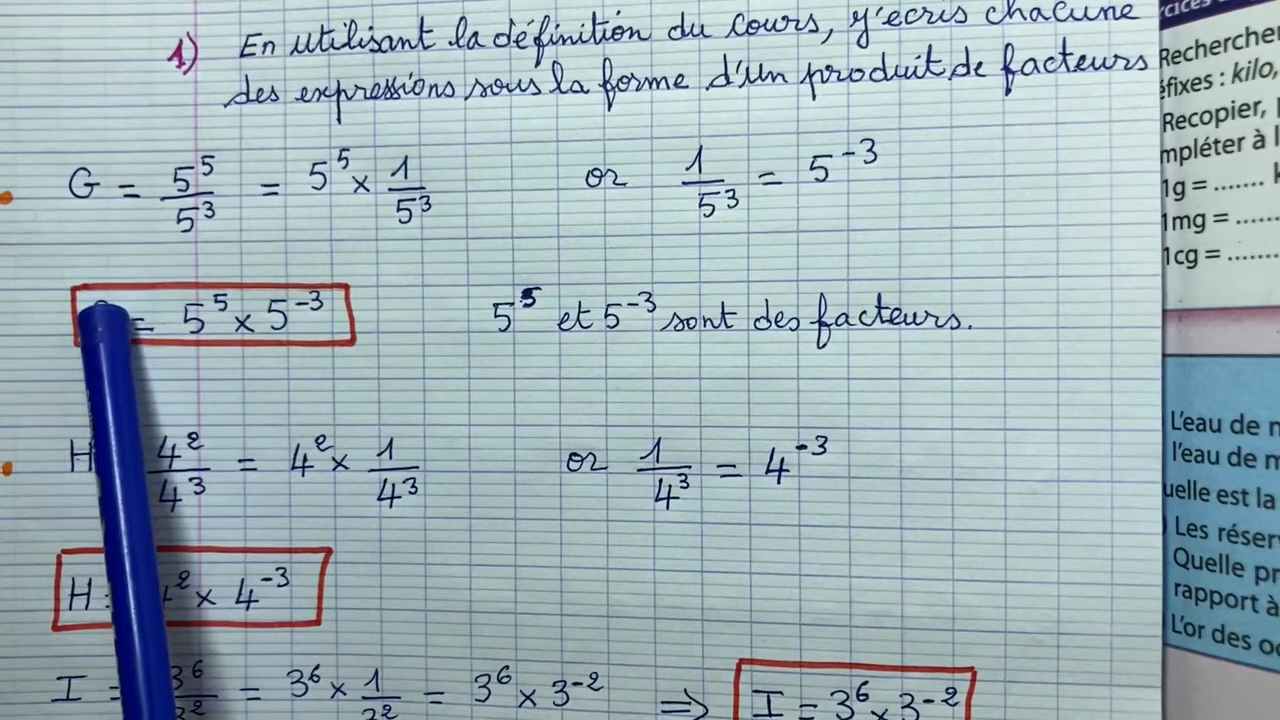 1) En utilisant la définition du cours, j'écris chacune
des expressions sous la forme d'un produit de facteurs
G = 5⁵/5³ = 5⁵ × 1/5³ or 1/5³ = 5⁻³
= 5⁵ × 5⁻³ 5⁵ et 5⁻³ sont des facteurs.
H 4²/4³ = 4² × 1/4³ or 1/4³ = 4⁻³
H = 4² × 4⁻³
I = 3⁶/3² = 3⁶ × 1/3² = 3⁶ × 3⁻² ⇒ I = 3⁶ × 3⁻²
Rechercher
éfixes : kilo,
Recopier,
mpléter à l
1g = .......
1mg = .....
1cg = .......
L'eau de
l'eau de
uelle est la
Les réser
Quelle pr
rapport à
L'or des o